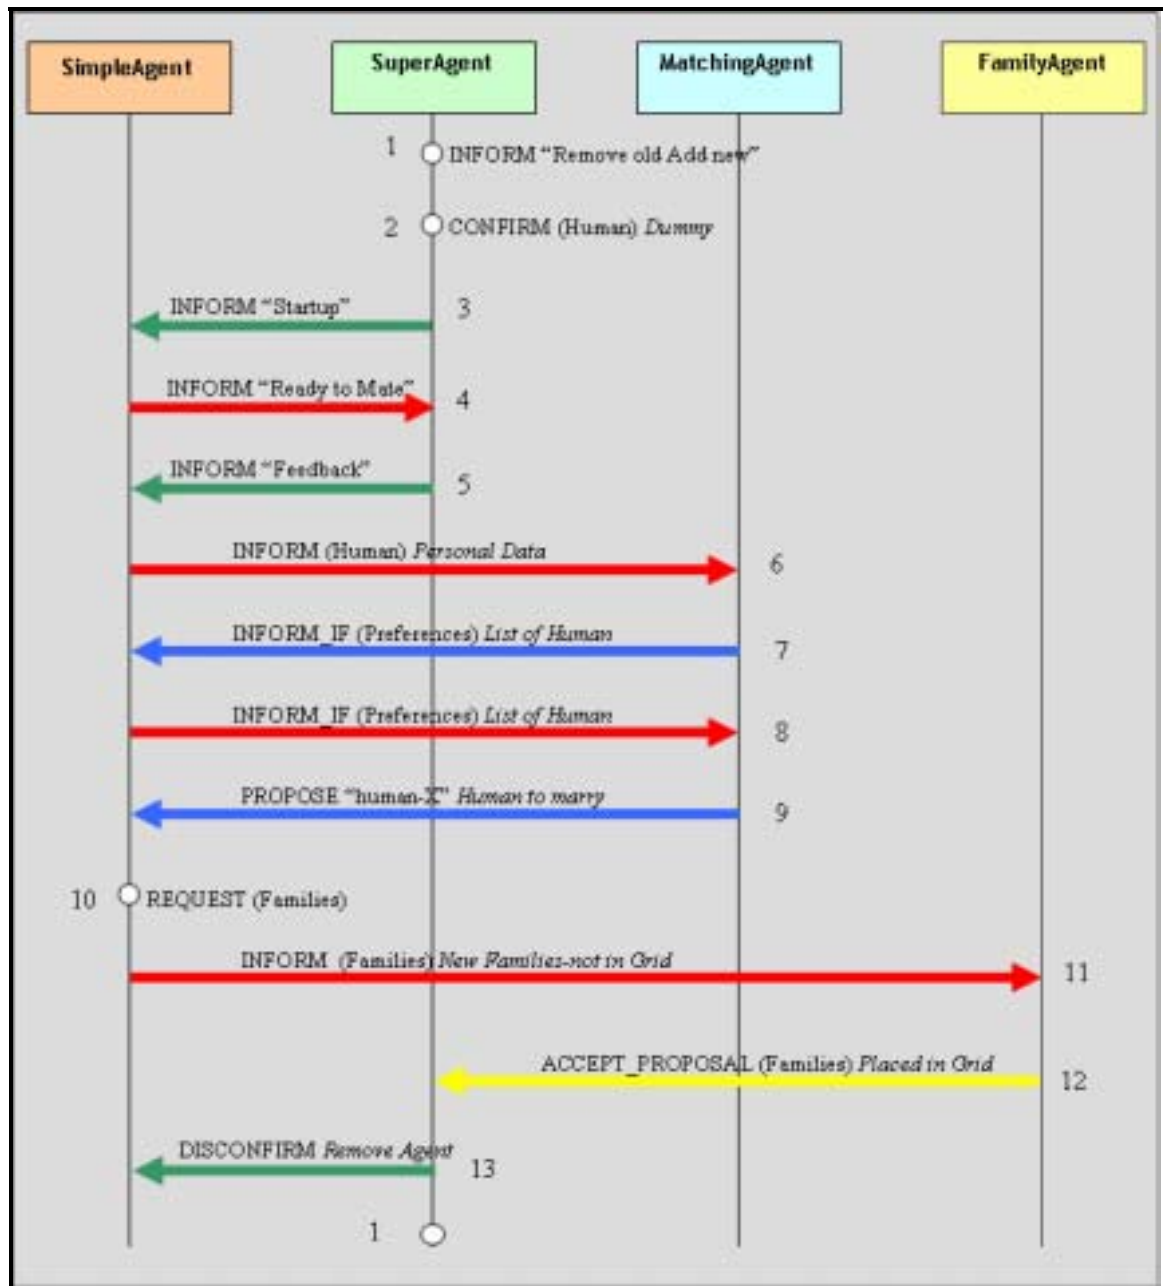 SimpleAgent
SuperAgent
MatchingAgent
FamilyAgent
1
INFORM “Remove old Add new”
2
CONFIRM (Human) Dummy
INFORM “Startup”
3
INFORM “Ready to Mate”
4
INFORM “Feedback”
5
INFORM (Human) Personal Data
6
INFORM_IF (Preferences) List of Human
7
INFORM_IF (Preferences) List of Human
8
PROPOSE “human-X” Human to marry
9
10
REQUEST (Families)
INFORM (Families) New Families-not in Grid
11
ACCEPT_PROPOSAL (Families) Placed in Grid
12
DISCONFIRM Remove Agent
13
1